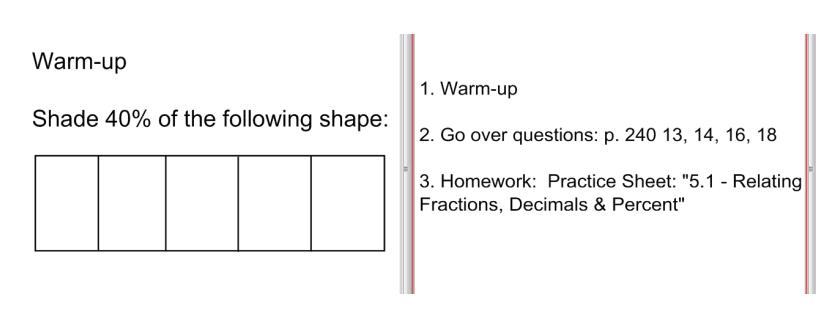 Warm-up
Shade 40% of the following shape:
1. Warm-up
2. Go over questions: p. 240 13, 14, 16, 18
3. Homework:  Practice Sheet: "5.1 - Relating
Fractions, Decimals & Percent"